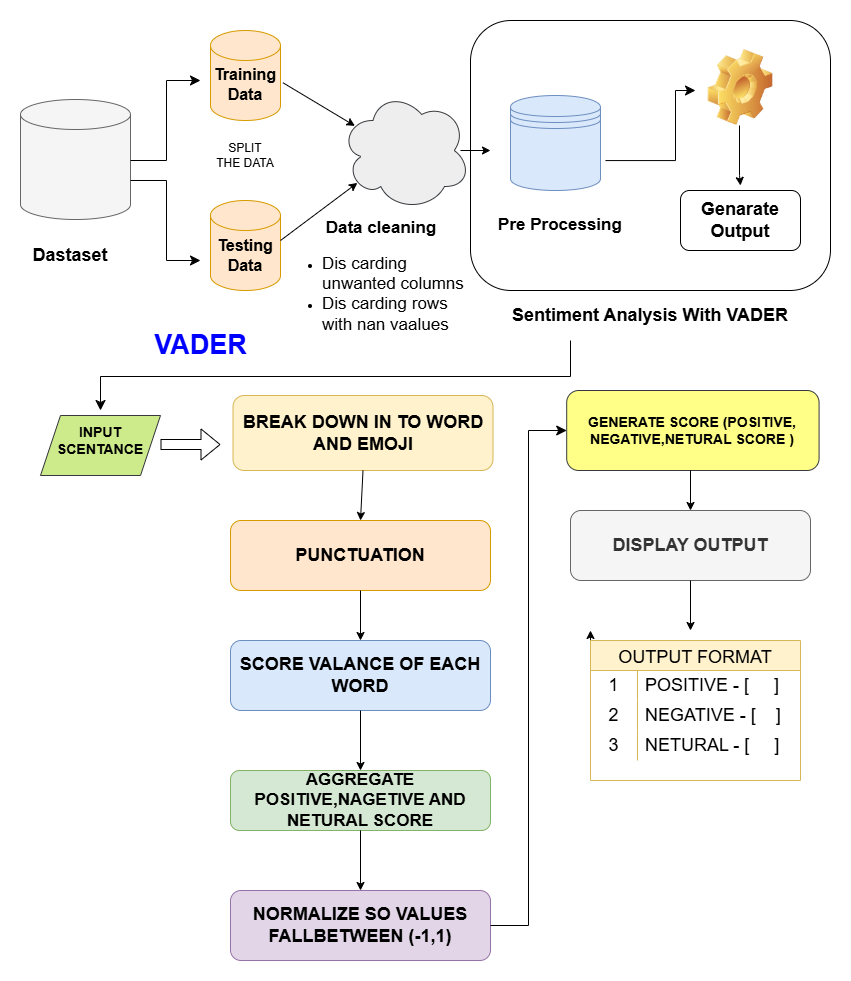 Training
Data
SPLIT
THE DATA
Testing
Data
Dastaset
Data cleaning
Dis carding
unwanted columns
Dis carding rows
with nan vaalues
Pre Processing
Genarate
Output
Sentiment Analysis With VADER
VADER
INPUT
SCENTANCE
BREAK DOWN IN TO WORD
AND EMOJI
PUNCTUATION
SCORE VALANCE OF EACH
WORD
AGGREGATE
POSITIVE,NAGETIVE AND
NETURAL SCORE
NORMALIZE SO VALUES
FALLBETWEEN (-1,1)
GENERATE SCORE (POSITIVE,
NEGATIVE,NETURAL SCORE )
DISPLAY OUTPUT
OUTPUT FORMAT
1 POSITIVE - [ ]
2 NEGATIVE - [ ]
3 NETURAL - [ ]